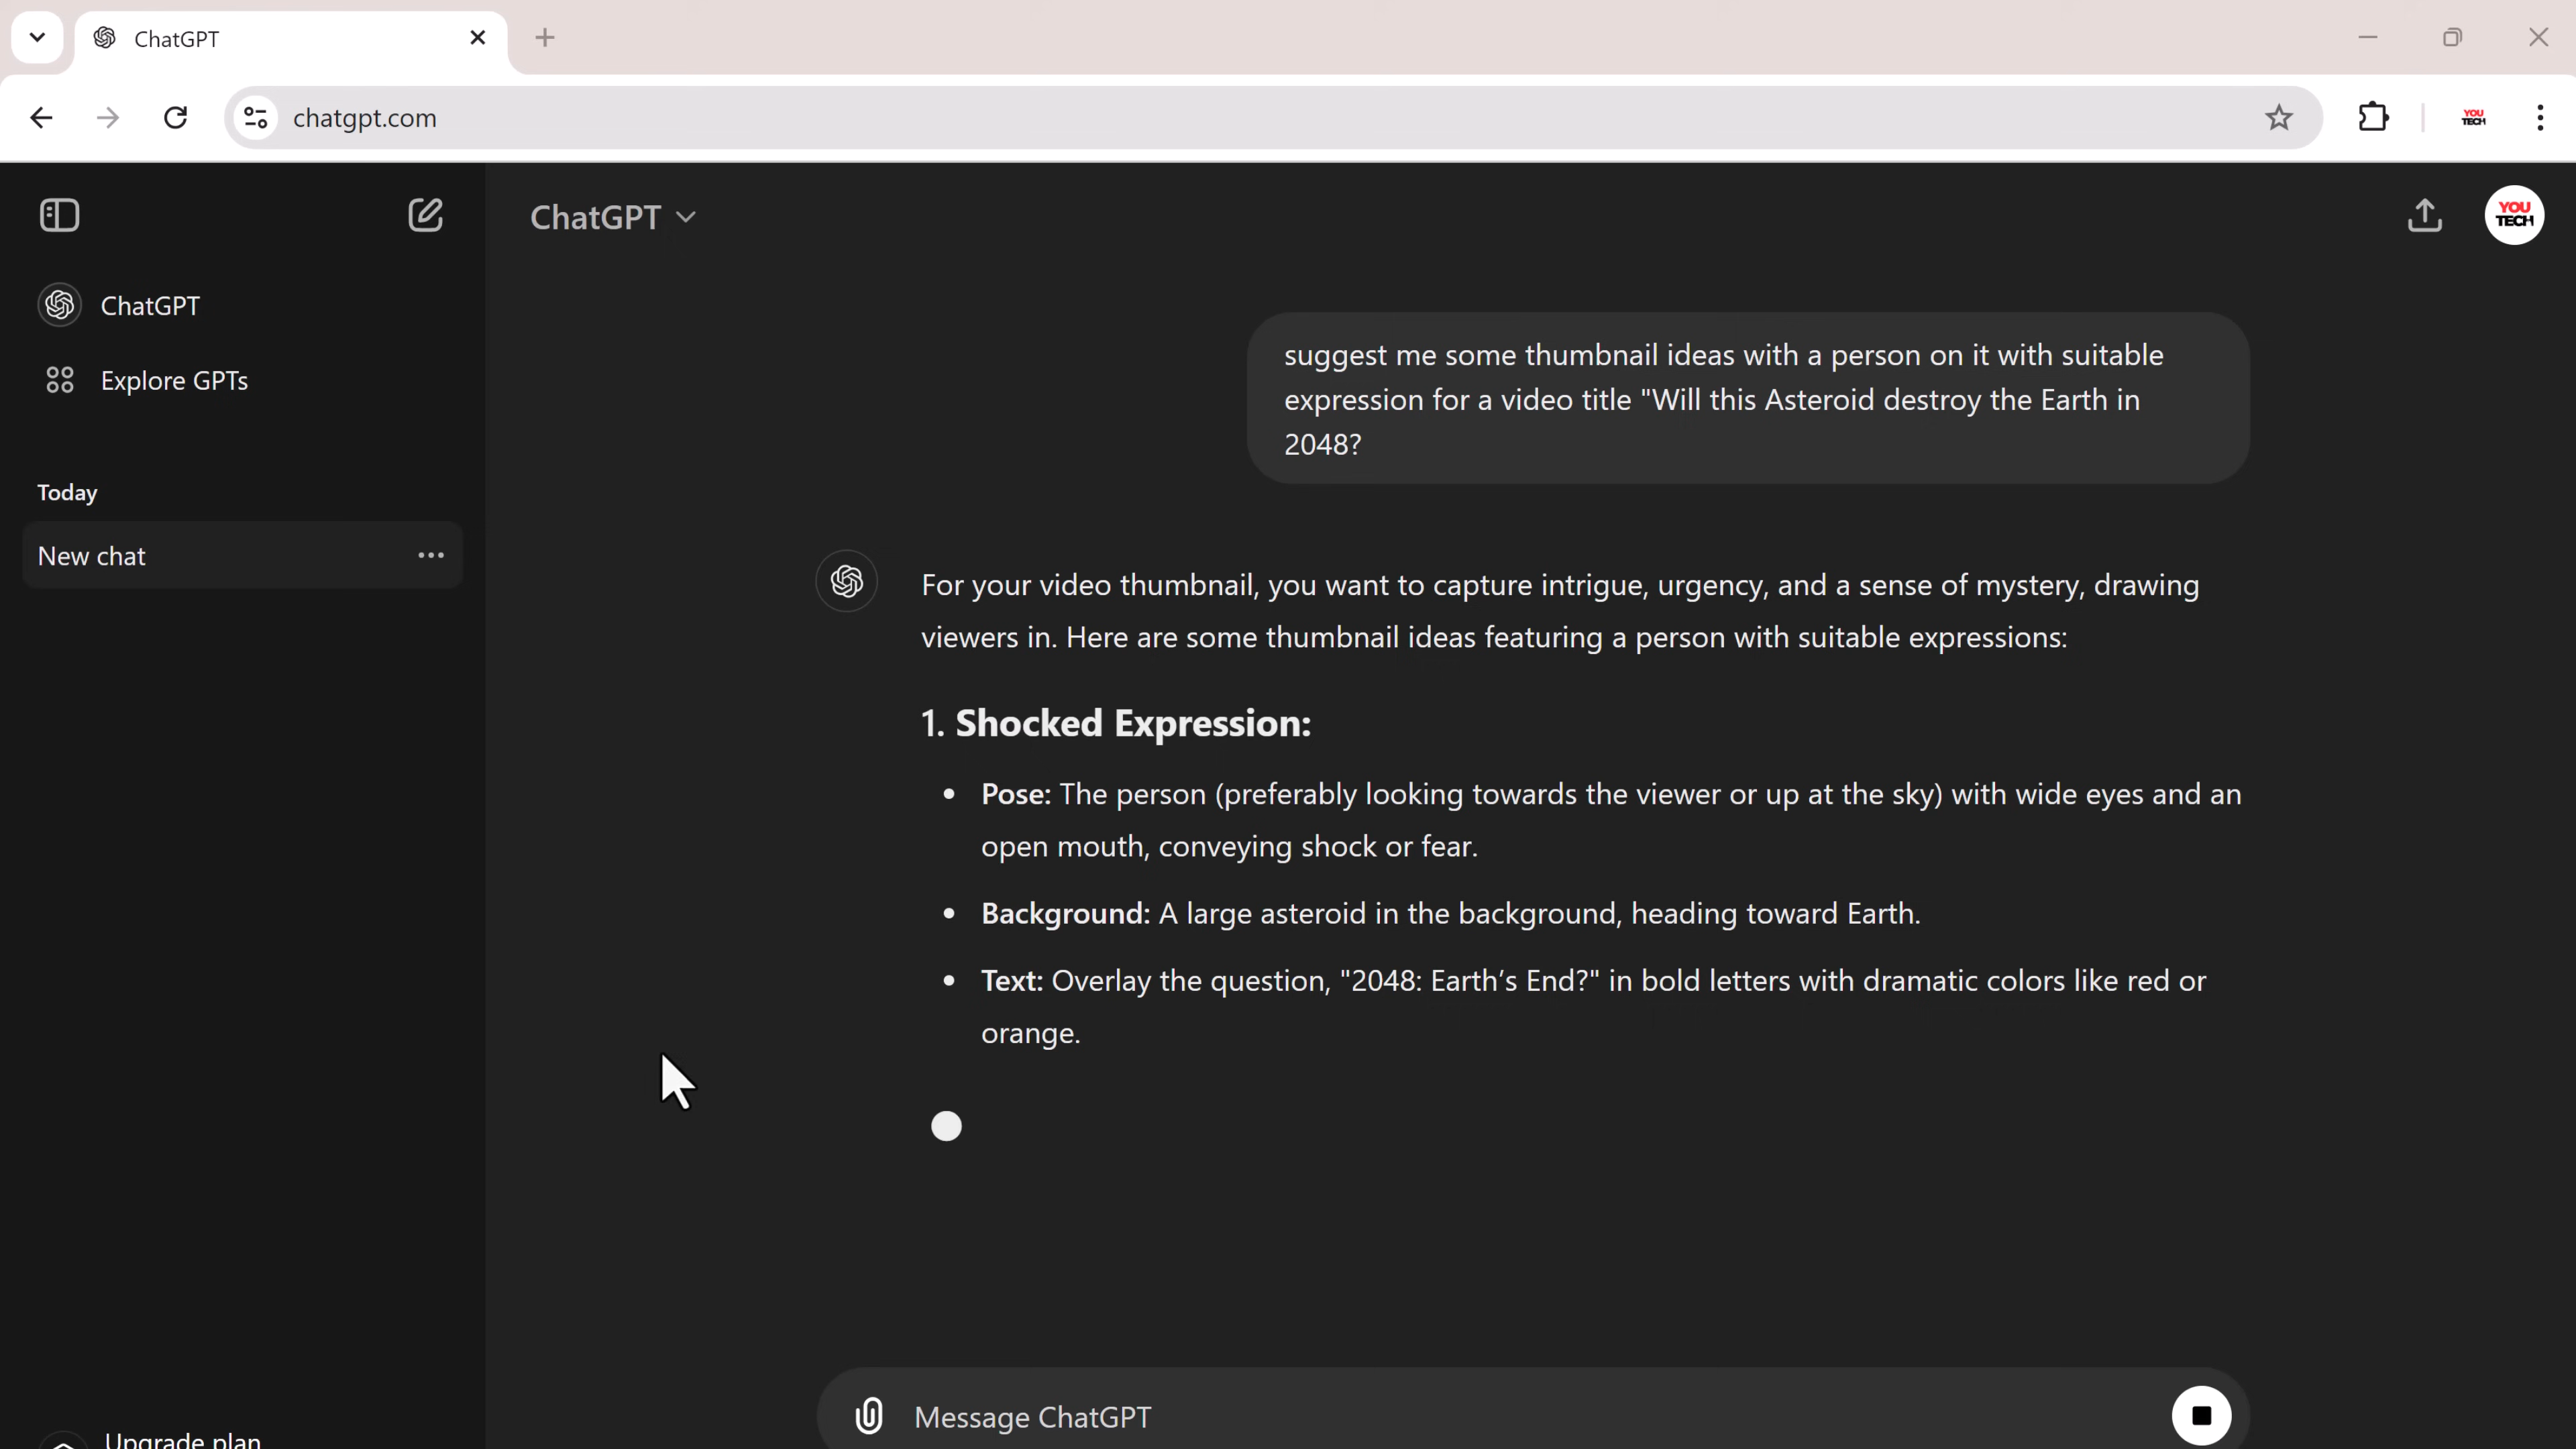 ChatGPT
chatgpt.com
YOU
TECH
ChatGPT
YOU
TECH
ChatGPT
Explore GPTs
Today
New chat
suggest me some thumbnail ideas with a person on it with suitable
expression for a video title "Will this Asteroid destroy the Earth in
2048?
For your video thumbnail, you want to capture intrigue, urgency, and a sense of mystery, drawing
viewers in. Here are some thumbnail ideas featuring a person with suitable expressions:
1. Shocked Expression:
• Pose: The person (preferably looking towards the viewer or up at the sky) with wide eyes and an
open mouth, conveying shock or fear.
• Background: A large asteroid in the background, heading toward Earth.
• Text: Overlay the question, "2048: Earth’s End?" in bold letters with dramatic colors like red or
orange.
Message ChatGPT
Upgrade plan